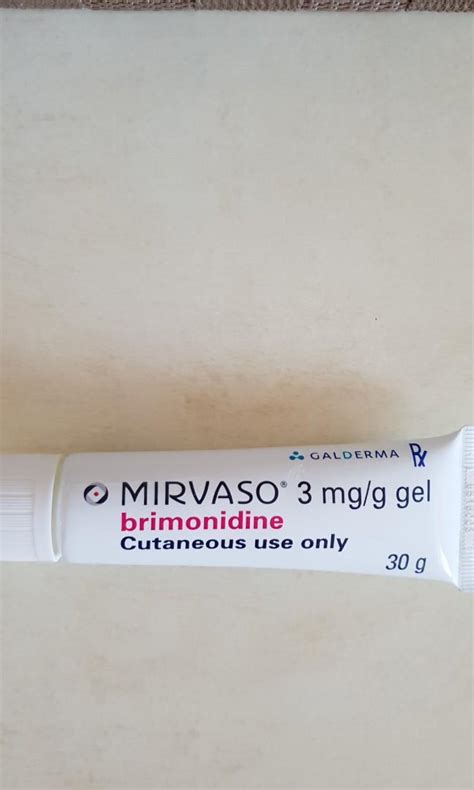 GALDERMA Rx
MIRVASO® 3 mg/g gel
brimonidine
Cutaneous use only
30 g